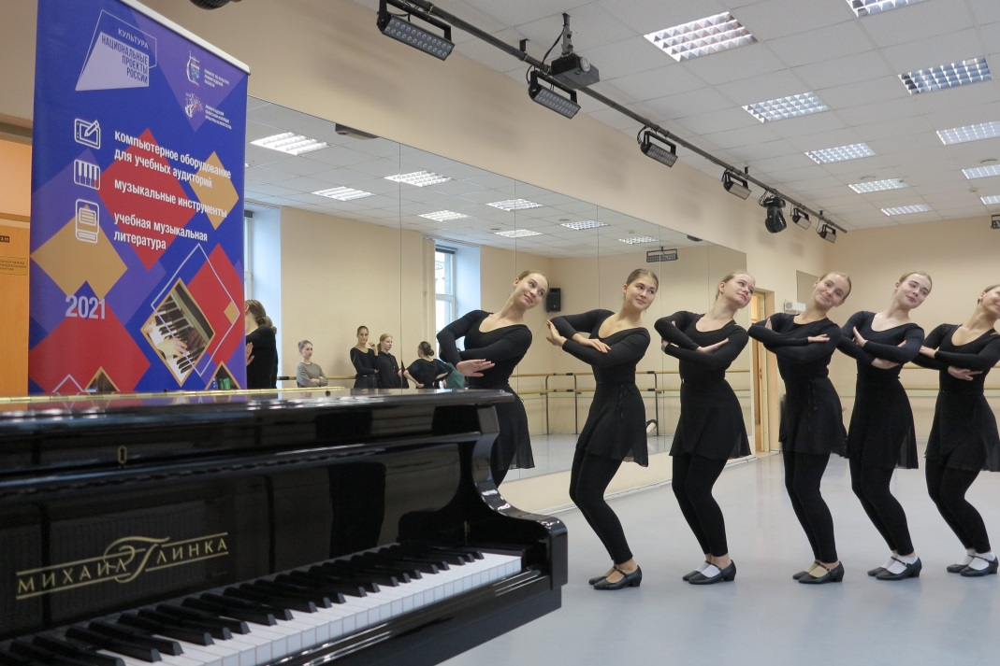 КУЛЬТУРА
НАЦИОНАЛЬНЫЕ
ПРОЕКТЫ
РОССИИ
компьютерное оборудование
для учебных аудиторий
музыкальные инструменты
учебная музыкальная
литература
2021
МИХАИЛ ГЛИНКА